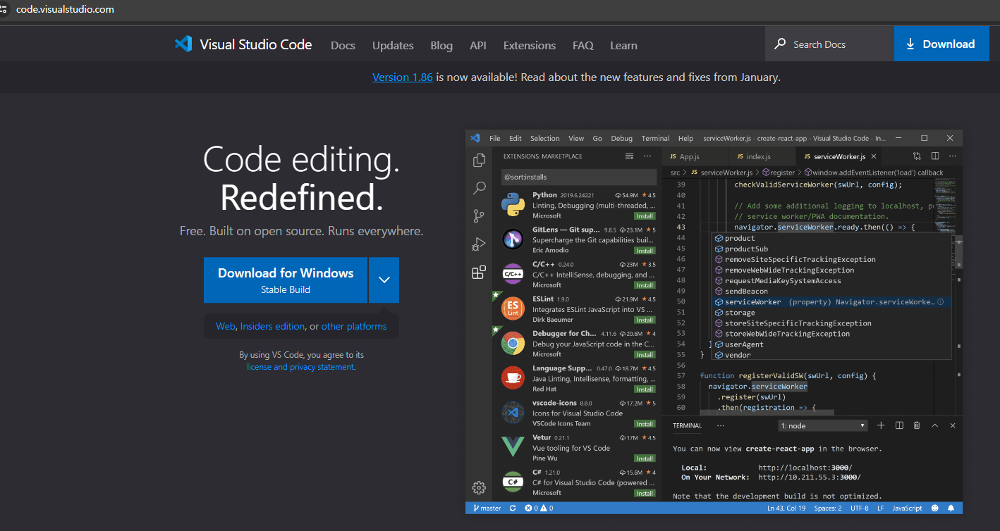 code.visualstudio.com
Visual Studio Code Docs Updates Blog API Extensions FAQ Learn Search Docs Download
Version 1.86 is now available! Read about the new features and fixes from January.
Code editing.
Redefined.
Free. Built on open source. Runs everywhere.
Download for Windows
Stable Build
Web, Insiders edition, or other platforms
By using VS Code, you agree to its
license and privacy statement.
File Edit Selection View Go Debug Terminal Help serviceWorker.js - create-react-app - Visual Studio Code - In...
EXTENSIONS: MARKETPLACE
@sort:installs
Python 2019.6.24221 54.9M ★ 4.5
Linting, Debugging (multi-threaded, ...
Microsoft Install
GitLens — Git sup... 9.8.5 23.1M ★ 5
Supercharge the Git capabilities buil...
Eric Amodio Install
C/C++
C/C++ 0.24.0 23M ★ 3.5
C/C++ IntelliSense, debugging, and ...
Microsoft Install
ES
Lint
ESLint 1.9.0 21.9M ★ 4.5
Integrates ESLint JavaScript into VS ...
Dirk Baeumer Install
Debugger for Ch... 4.11.6 20.6M ★ 4
Debug your JavaScript code in the C...
Microsoft Install
Language Supp... 0.47.0 18.7M ★ 4.5
Java Linting, Intellisense, formatting, ...
Red Hat Install
vscode-icons 8.8.0 17.2M ★ 5
Icons for Visual Studio Code
VSCode Icons Team Install
Vetur 0.21.1 17M ★ 4.5
Vue tooling for VS Code
Pine Wu Install
C#
C# 1.21.0 15.6M ★ 4
C# for Visual Studio Code (powered ...
Microsoft Install
JS App.js JS index.js JS serviceWorker.js
src > JS serviceWorker.js > register > window.addEventListener('load') callback
39 checkValidServiceWorker(swUrl, config);
40
41 // Add some additional logging to localhost, po
42 // service worker/PWA documentation.
43 navigator.serviceWorker.ready.then(() => {
44 product
45 productSub
46 removeSiteSpecificTrackingException
47 removeWebWideTrackingException
48 requestMediaKeySystemAccess
49 sendBeacon
50 serviceWorker (property) Navigator.serviceWorke...
51 storage
52 storeSiteSpecificTrackingException
53 storeWebWideTrackingException
54 } userAgent
55 } vendor
56
57 function registerValidSW(swUrl, config) {
58 navigator.serviceWorker
59 .register(swUrl)
60 .then(registration => {
TERMINAL ... 1: node
You can now view create-react-app in the browser.
Local: http://localhost:3000/
On Your Network: http://10.211.55.3:3000/
Note that the development build is not optimized.
master 0 0 Ln 43, Col 19 Spaces: 2 UTF-8 LF JavaScript